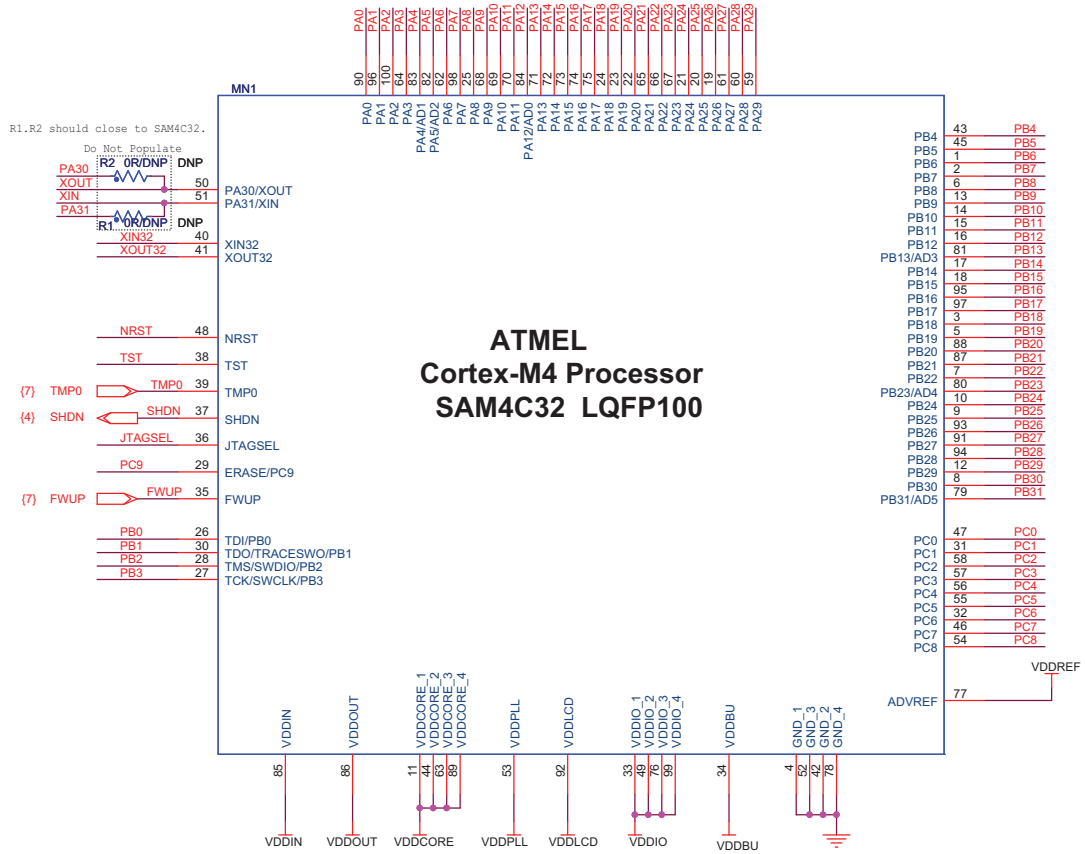 PA0 PA1 PA2 PA3 PA4 PA5 PA6 PA7 PA8 PA9 PA10 PA11 PA12 PA13 PA14 PA15 PA16 PA17 PA18 PA19 PA20 PA21 PA22 PA23 PA24 PA25 PA26 PA27 PA28 PA29
90 96 100 64 83 82 62 98 25 68 69 70 84 71 72 73 74 75 24 23 22 65 66 67 21 20 19 61 60 59
MN1
PA0 PA1 PA2 PA3 PA4/AD1 PA5/AD2 PA6 PA7 PA8 PA9 PA10 PA11 PA12/AD0 PA13 PA14 PA15 PA16 PA17 PA18 PA19 PA20 PA21 PA22 PA23 PA24 PA25 PA26 PA27 PA28 PA29
R1.R2 should close to SAM4C32.
Do Not Populate
R2 0R/DNP DNP
PA30
XOUT 50 PA30/XOUT
XIN 51 PA31/XIN
PA31
R1 0R/DNP DNP
XIN32 40 XIN32
XOUT32 41 XOUT32
NRST 48 NRST
TST 38 TST
{7} TMP0 TMP0 39 TMP0
{4} SHDN SHDN 37 SHDN
JTAGSEL 36 JTAGSEL
PC9 29 ERASE/PC9
{7} FWUP FWUP 35 FWUP
PB0 26 TDI/PB0
PB1 30 TDO/TRACESWO/PB1
PB2 28 TMS/SWDIO/PB2
PB3 27 TCK/SWCLK/PB3
ATMEL
Cortex-M4 Processor
SAM4C32 LQFP100
PB4 43 PB4
PB5 45 PB5
PB6 1 PB6
PB7 2 PB7
PB8 6 PB8
PB9 13 PB9
PB10 14 PB10
PB11 15 PB11
PB12 16 PB12
PB13/AD3 81 PB13
PB14 17 PB14
PB15 18 PB15
PB16 95 PB16
PB17 97 PB17
PB18 3 PB18
PB19 5 PB19
PB20 88 PB20
PB21 87 PB21
PB22 7 PB22
PB23/AD4 80 PB23
PB24 10 PB24
PB25 9 PB25
PB26 93 PB26
PB27 91 PB27
PB28 94 PB28
PB29 12 PB29
PB30 8 PB30
PB31/AD5 79 PB31
PC0 47 PC0
PC1 31 PC1
PC2 58 PC2
PC3 57 PC3
PC4 56 PC4
PC5 55 PC5
PC6 32 PC6
PC7 46 PC7
PC8 54 PC8
VDDREF
ADVREF 77
VDDIN VDDOUT VDDCORE_1 VDDCORE_2 VDDCORE_3 VDDCORE_4 VDDPLL VDDLCD VDDIO_1 VDDIO_2 VDDIO_3 VDDIO_4 VDDBU GND_1 GND_3 GND_2 GND_4
85 86 11 44 63 89 53 92 33 49 76 99 34 4 52 42 78
VDDIN VDDOUT VDDCORE VDDPLL VDDLCD VDDIO VDDBU